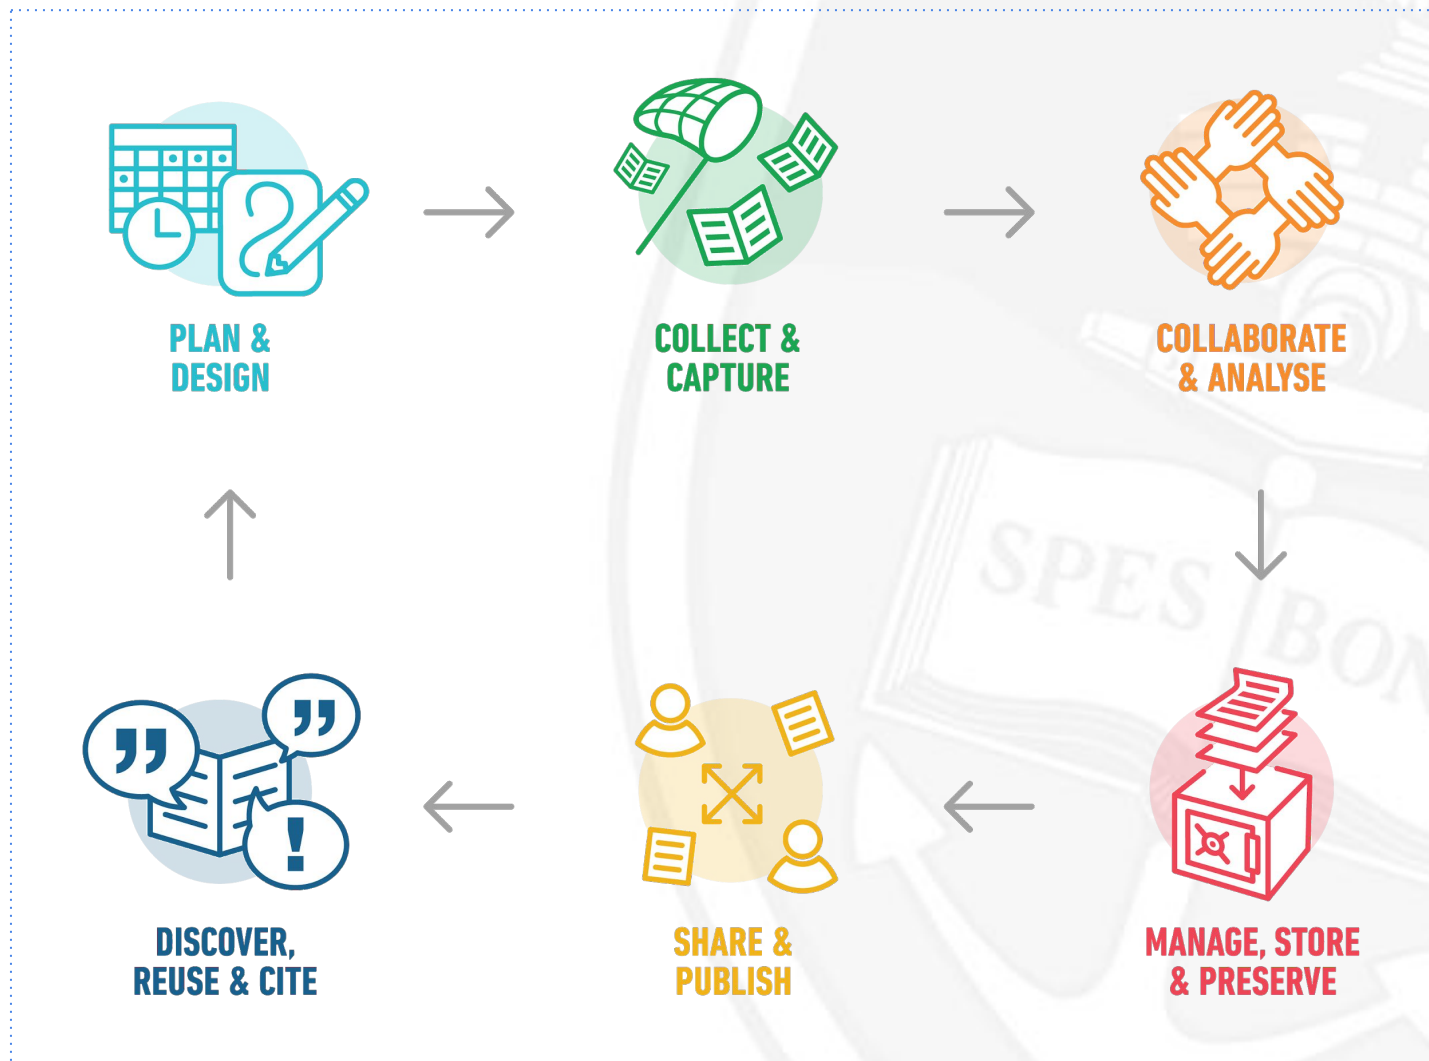 PLAN &
DESIGN
COLLECT &
CAPTURE
COLLABORATE
& ANALYSE
SPES
BON
DISCOVER,
REUSE & CITE
SHARE &
PUBLISH
MANAGE, STORE
& PRESERVE